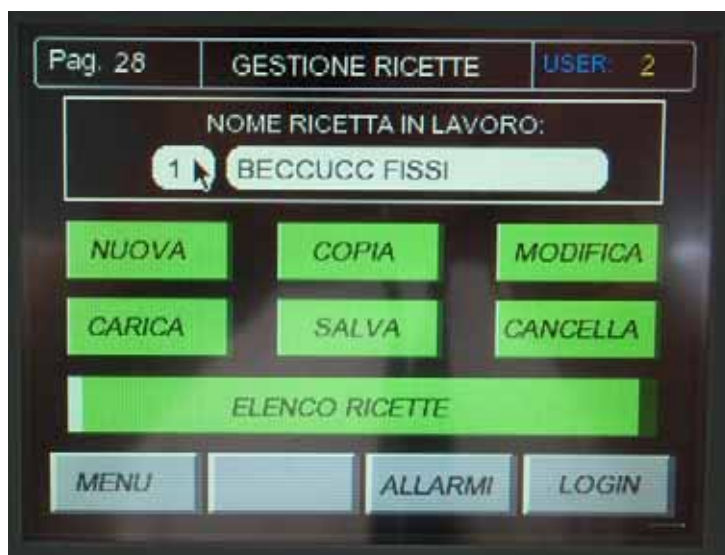 Pag. 28 GESTIONE RICETTE USER: 2
NOME RICETTA IN LAVORO:
1 BECCUCC FISSI
NUOVA COPIA MODIFICA
CARICA SALVA CANCELLA
ELENCO RICETTE
MENU ALLARMI LOGIN